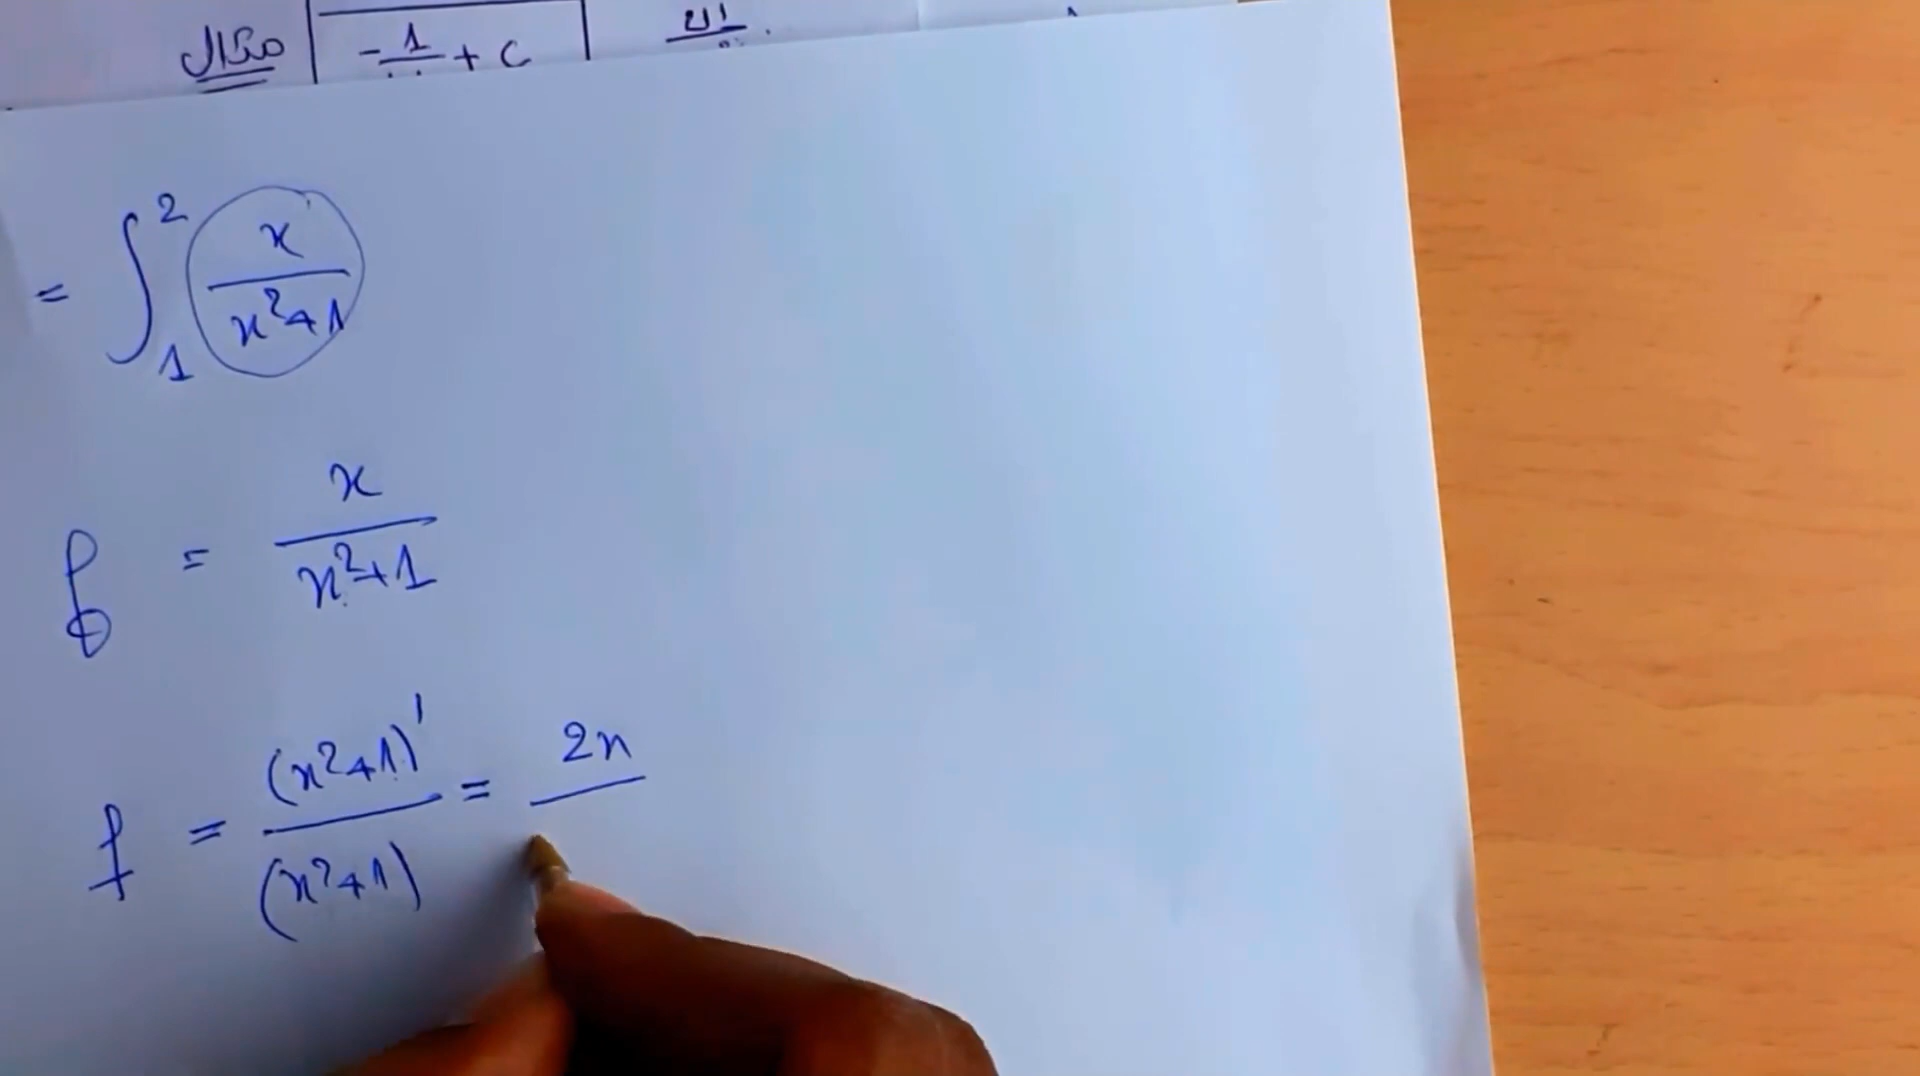 مثال -1/ + C
= ∫₁² x/(x²+1)
f = x/(x²+1)
f = (x²+1)'/(x²+1) = 2x